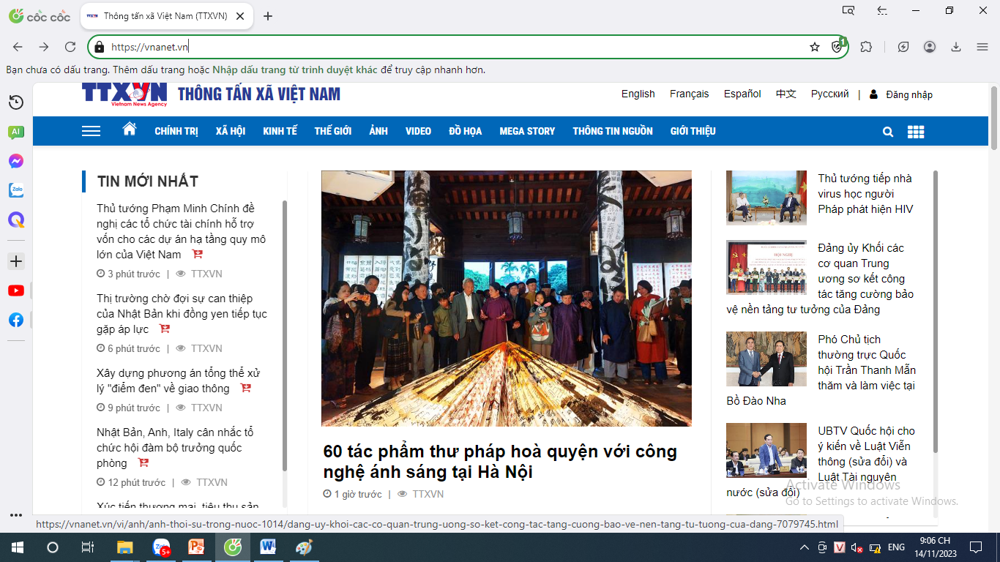 cốc cốc
Thông tấn xã Việt Nam (TTXVN)
https://vnanet.vn
1
Bạn chưa có dấu trang. Thêm dấu trang hoặc Nhập dấu trang từ trình duyệt khác để truy cập nhanh hơn.
TTXVN
Vietnam News Agency
THÔNG TẤN XÃ VIỆT NAM
English Français Español 中文 Русский | Đăng nhập
CHÍNH TRỊ XÃ HỘI KINH TẾ THẾ GIỚI ẢNH VIDEO ĐỒ HỌA MEGA STORY THÔNG TIN NGUỒN GIỚI THIỆU
AI
Zalo
TIN MỚI NHẤT
Thủ tướng Phạm Minh Chính đề
nghị các tổ chức tài chính hỗ trợ
vốn cho các dự án hạ tầng quy mô
lớn của Việt Nam
3 phút trước | TTXVN
Thị trường chờ đợi sự can thiệp
của Nhật Bản khi đồng yen tiếp tục
gặp áp lực
6 phút trước | TTXVN
Xây dựng phương án tổng thể xử
lý "điểm đen" về giao thông
9 phút trước | TTXVN
Nhật Bản, Anh, Italy cân nhắc tổ
chức hội đàm bộ trưởng quốc
phòng
12 phút trước | TTXVN
Xúc tiến thương mại, tiêu thụ sản
60 tác phẩm thư pháp hoà quyện với công
nghệ ánh sáng tại Hà Nội
1 giờ trước | TTXVN
Thủ tướng tiếp nhà
virus học người
Pháp phát hiện HIV
HỘI NGHỊ
Đảng ủy Khối các
cơ quan Trung
ương sơ kết công
tác tăng cường bảo
vệ nền tảng tư tưởng của Đảng
Phó Chủ tịch
thường trực Quốc
hội Trần Thanh Mẫn
thăm và làm việc tại
Bồ Đào Nha
UBTV Quốc hội cho
ý kiến về Luật Viễn
thông (sửa đổi) và
Luật Tài nguyên
nước (sửa đổi)
Activate Windows
Go to Settings to activate Windows.
https://vnanet.vn/vi/anh/anh-thoi-su-trong-nuoc-1014/dang-uy-khoi-cac-co-quan-trung-uong-so-ket-cong-tac-tang-cuong-bao-ve-nen-tang-tu-tuong-cua-dang-7079745.html
Zalo
5+
P
W
V
ENG
9:06 CH
14/11/2023